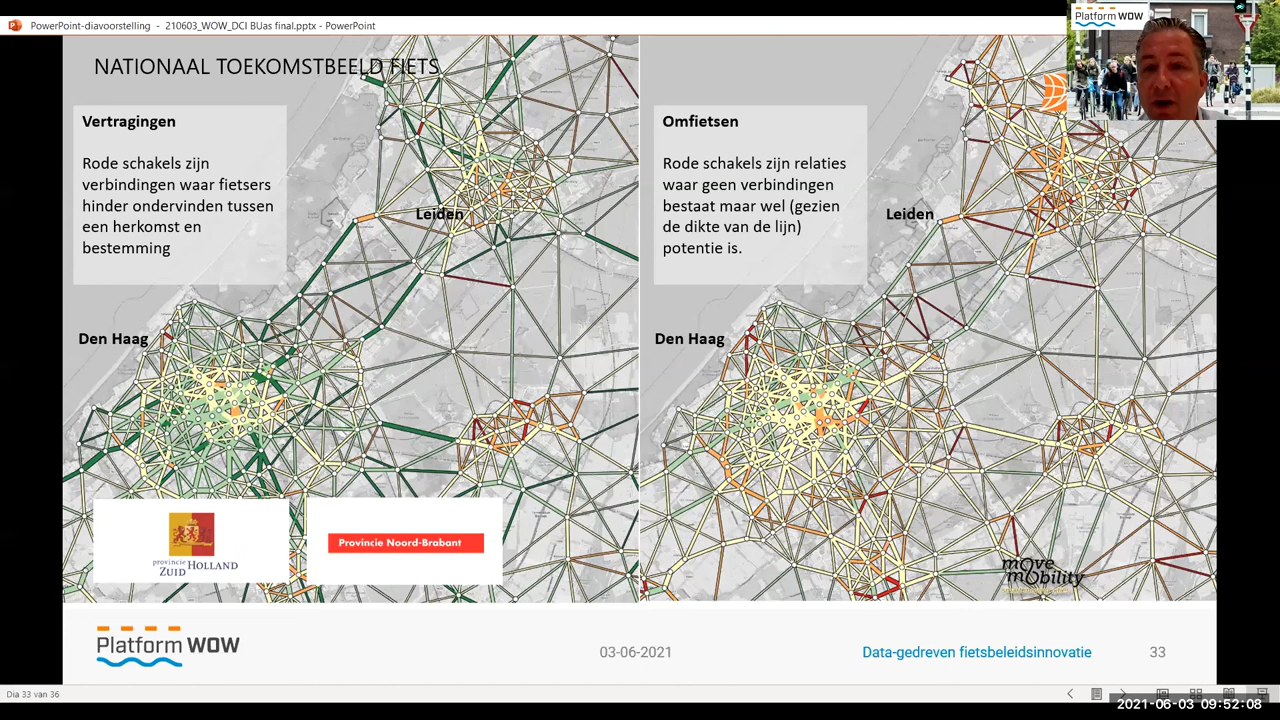 PowerPoint-diavoorstelling - 210603_WOW_DCI BUas final.pptx - PowerPoint
Platform WOW
NATIONAAL TOEKOMSTBEELD FIETS
Vertragingen
Rode schakels zijn
verbindingen waar fietsers
hinder ondervinden tussen
een herkomst en
bestemming
Leiden
Den Haag
Omfietsen
Rode schakels zijn relaties
waar geen verbindingen
bestaat maar wel (gezien
de dikte van de lijn)
potentie is.
Leiden
Den Haag
provincie
ZUID HOLLAND
Provincie Noord-Brabant
move
mobility
Platform WOW
03-06-2021
Data-gedreven fietsbeleidsinnovatie
33
Dia 33 van 36
2021-06-03 09:52:08